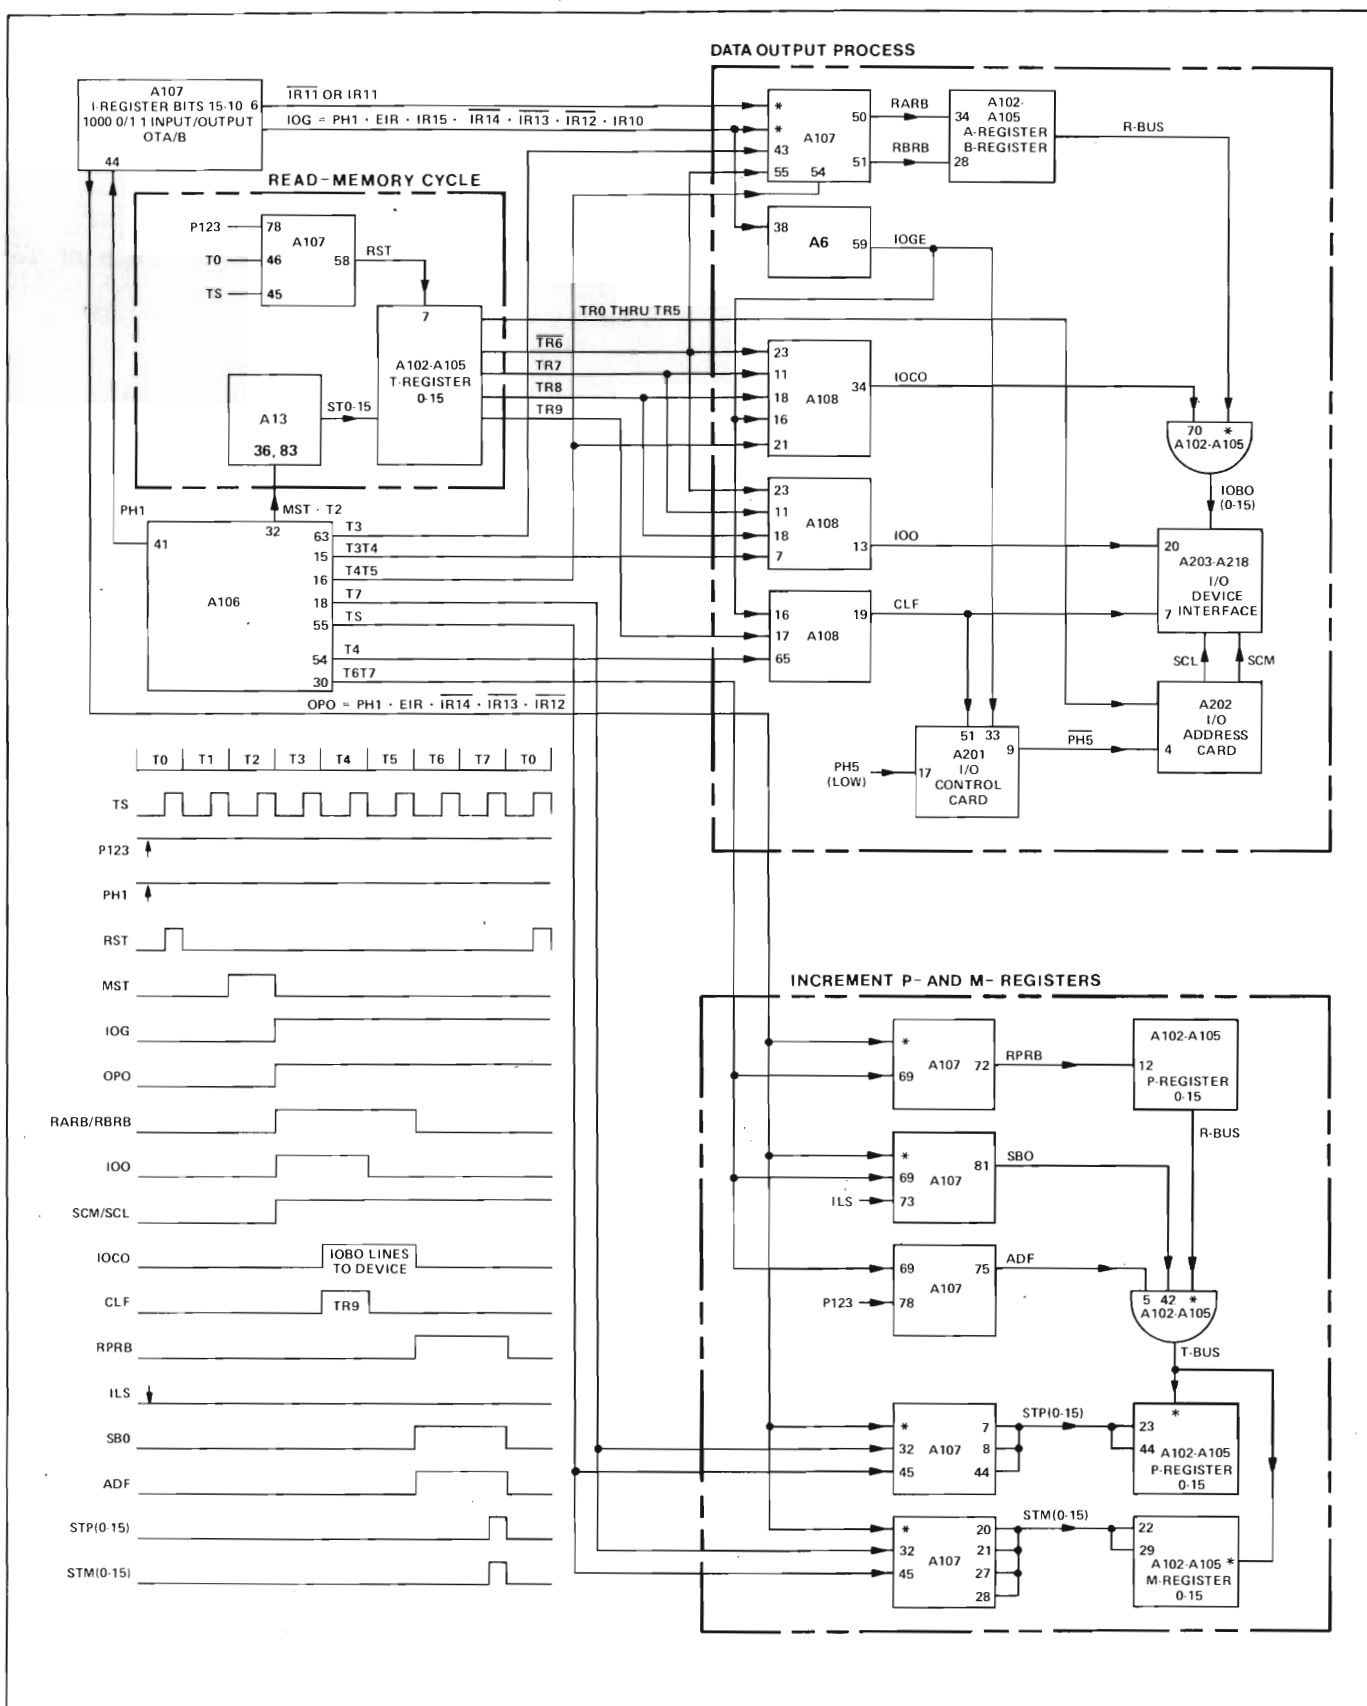 DATA OUTPUT PROCESS
A107
I-REGISTER BITS 15-10 6
1000 0/1 1 INPUT/OUTPUT
OTA/B
44
IR11 OR IR11
IOG = PH1 · EIR · IR15 · IR14 · IR13 · IR12 · IR10
*
*
43
55
54
A107
50
51
RARB
RBRB
A102-
A105
34 A-REGISTER
B-REGISTER
28
R-BUS
READ-MEMORY CYCLE
P123
T0
TS
78
46
45
A107
58
RST
38
A6
59
IOGE
7
A102-A105
T-REGISTER
0-15
TR0 THRU TR5
TR6
TR7
TR8
TR9
A13
36, 83
ST0-15
23
11
18
16
21
A108
34
IOCO
70 *
A102-A105
IOBO
(0-15)
PH1
MST · T2
41
32
A106
63
15
16
18
55
54
30
T3
T3T4
T4T5
T7
TS
T4
T6T7
23
11
18
7
A108
13
IOO
20
A203-A218
I/O
DEVICE
INTERFACE
7
16
17
65
A108
19
CLF
SCL
SCM
OPO = PH1 · EIR · IR14 · IR13 · IR12
A202
I/O
ADDRESS
CARD
4
51 33
A201
I/O
CONTROL
CARD
17
9
PH5
PH5
(LOW)
T0 T1 T2 T3 T4 T5 T6 T7 T0
TS
P123
PH1
RST
MST
IOG
OPO
RARB/RBRB
IOO
SCM/SCL
IOCO
IOBO LINES
TO DEVICE
CLF
TR9
RPRB
ILS
SB0
ADF
STP(0-15)
STM(0-15)
INCREMENT P- AND M- REGISTERS
*
69
A107
72
RPRB
A102-A105
12
P-REGISTER
0-15
R-BUS
*
69
ILS
73
A107
81
SBO
69
P123
78
A107
75
ADF
5 42 *
A102-A105
T-BUS
*
32
45
A107
7
8
44
STP(0-15)
*
23
44
A102-A105
P-REGISTER
0-15
*
32
45
A107
20
21
27
28
STM(0-15)
22
29
A102-A105 *
M-REGISTER
0-15